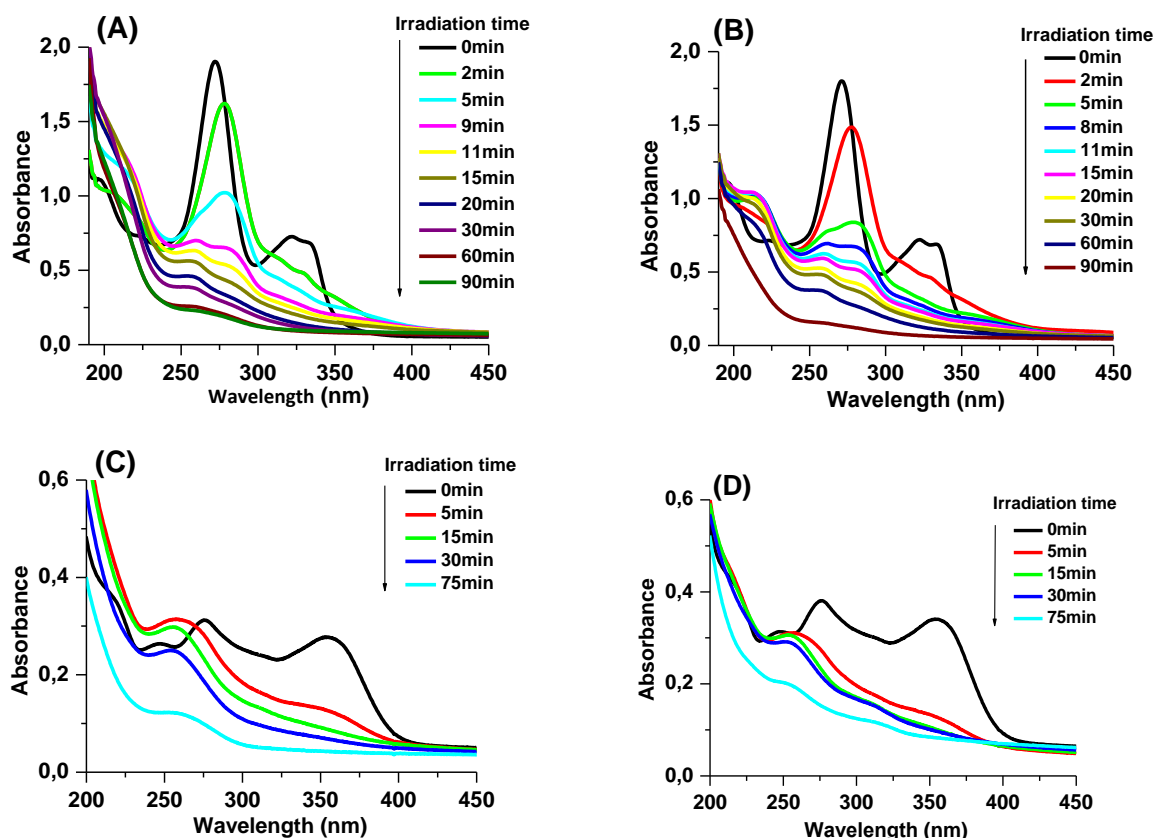 (A)
Irradiation time
0min
2min
5min
9min
11min
15min
20min
30min
60min
90min
2,0
1,5
1,0
0,5
0,0
Absorbance
200 250 300 350 400 450
Wavelength (nm)
(B)
Irradiation time
0min
2min
5min
8min
11min
15min
20min
30min
60min
90min
2,0
1,5
1,0
0,5
0,0
Absorbance
200 250 300 350 400 450
Wavelength (nm)
(C)
Irradiation time
0min
5min
15min
30min
75min
0,6
0,4
0,2
0,0
Absorbance
200 250 300 350 400 450
Wavelength (nm)
(D)
Irradiation time
0min
5min
15min
30min
75min
0,6
0,4
0,2
0,0
Absorbance
200 250 300 350 400 450
Wavelength (nm)